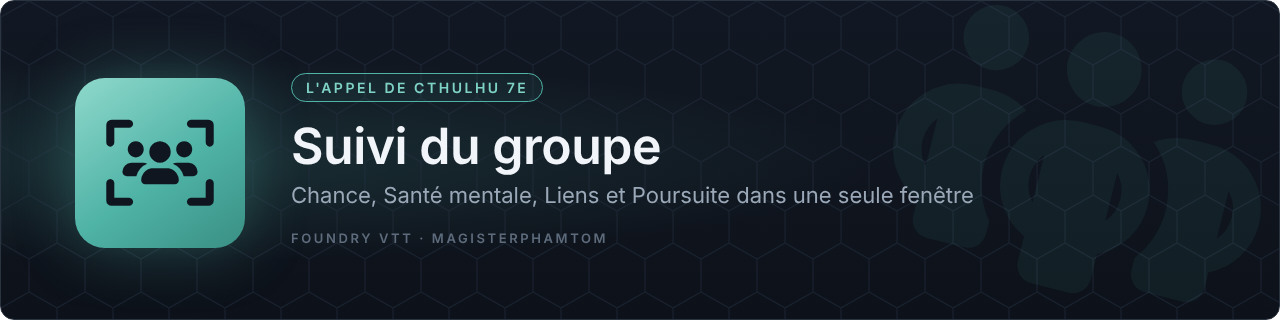 L'APPEL DE CTHULHU 7E
Suivi du groupe
Chance, Santé mentale, Liens et Poursuite dans une seule fenêtre
FOUNDRY VTT · MAGISTERPHAMTOM